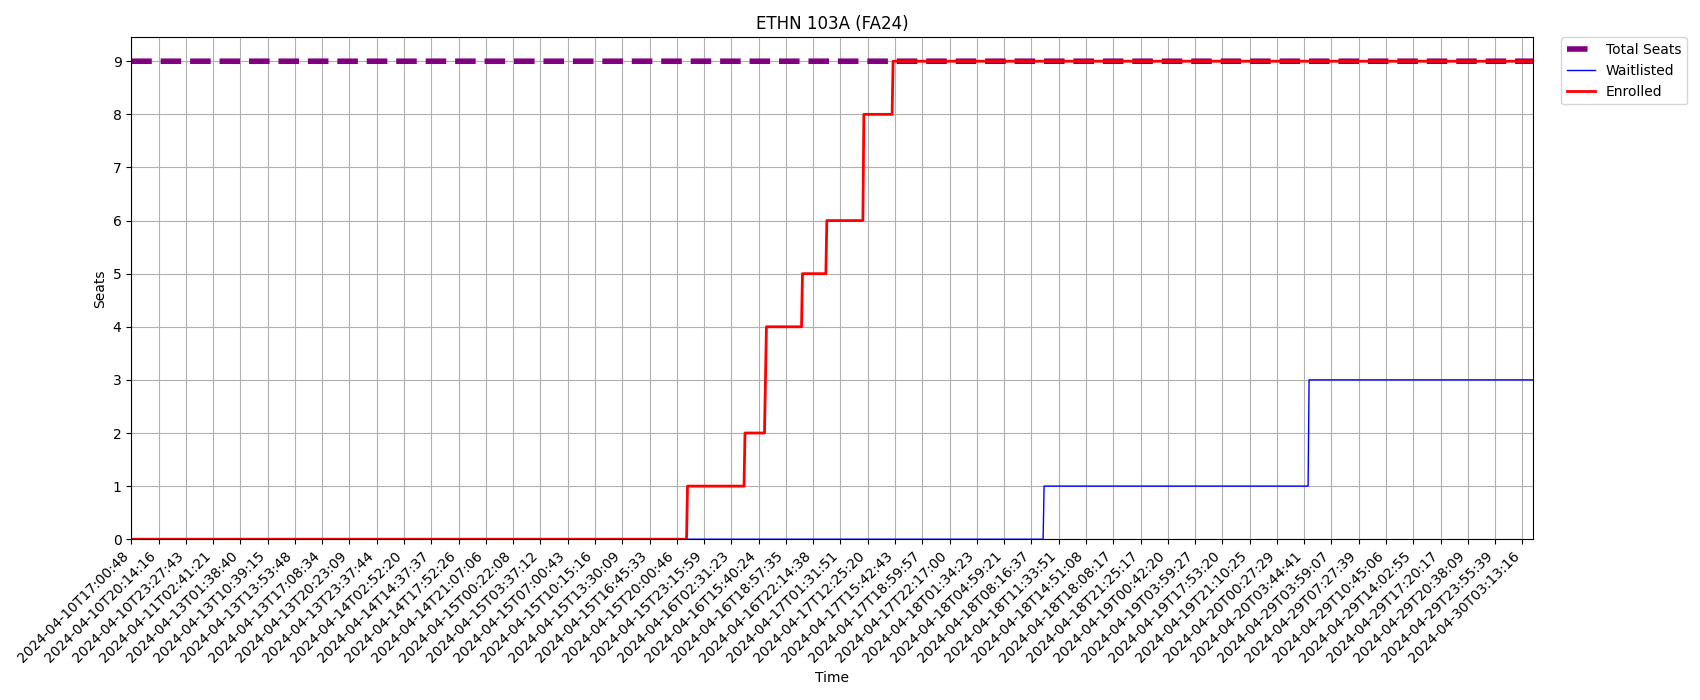 ETHN 103A (FA24)
Total Seats
Waitlisted
Enrolled
9
8
7
6
5
4
3
2
1
0
Seats
2024-04-10T17:00:48
2024-04-10T20:14:16
2024-04-10T23:27:43
2024-04-11T02:41:21
2024-04-13T01:38:40
2024-04-13T10:39:15
2024-04-13T13:53:48
2024-04-13T17:08:34
2024-04-13T20:23:09
2024-04-13T23:37:44
2024-04-14T02:52:20
2024-04-14T14:37:37
2024-04-14T17:52:26
2024-04-14T21:07:06
2024-04-15T00:22:08
2024-04-15T03:37:12
2024-04-15T07:00:43
2024-04-15T10:15:16
2024-04-15T13:30:09
2024-04-15T16:45:33
2024-04-15T20:00:46
2024-04-15T23:15:59
2024-04-16T02:31:23
2024-04-16T15:40:24
2024-04-16T18:57:35
2024-04-16T22:14:38
2024-04-17T01:31:51
2024-04-17T12:25:20
2024-04-17T15:42:43
2024-04-17T18:59:57
2024-04-17T22:17:00
2024-04-18T01:34:23
2024-04-18T04:59:21
2024-04-18T08:16:37
2024-04-18T11:33:51
2024-04-18T14:51:08
2024-04-18T18:08:17
2024-04-18T21:25:17
2024-04-19T00:42:20
2024-04-19T03:59:27
2024-04-19T17:53:20
2024-04-19T21:10:25
2024-04-20T00:27:29
2024-04-20T03:44:41
2024-04-29T03:59:07
2024-04-29T07:27:39
2024-04-29T10:45:06
2024-04-29T14:02:55
2024-04-29T17:20:17
2024-04-29T20:38:09
2024-04-29T23:55:39
2024-04-30T03:13:16
Time